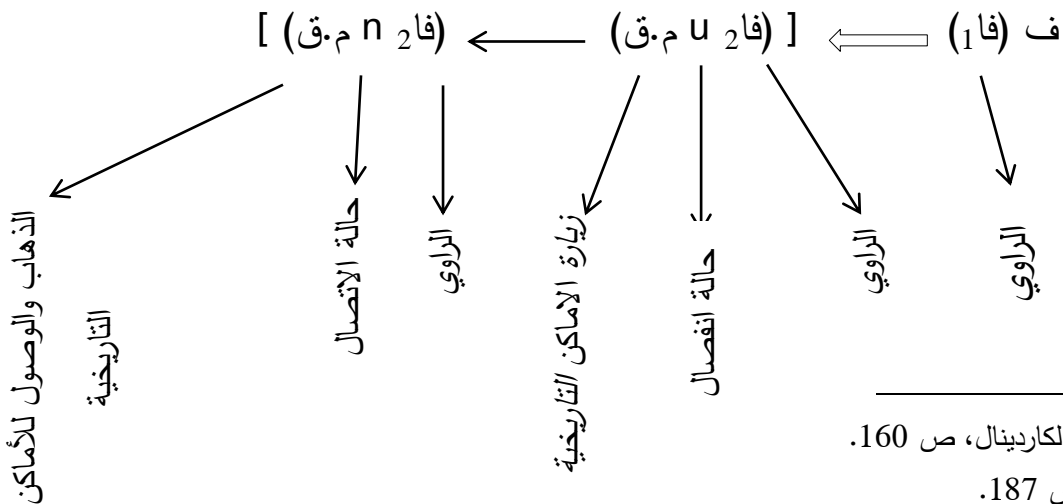 ف (فا1) [ (فا2 u م.ق) (فا2 n م.ق) ]
الراوي
الراوي
حالة انفصال
زيارة الاماكن التاريخية
الراوي
حالة الاتصال
الذهاب والوصول للأماكن
التاريخية
لكاردينال، ص 160.
187.